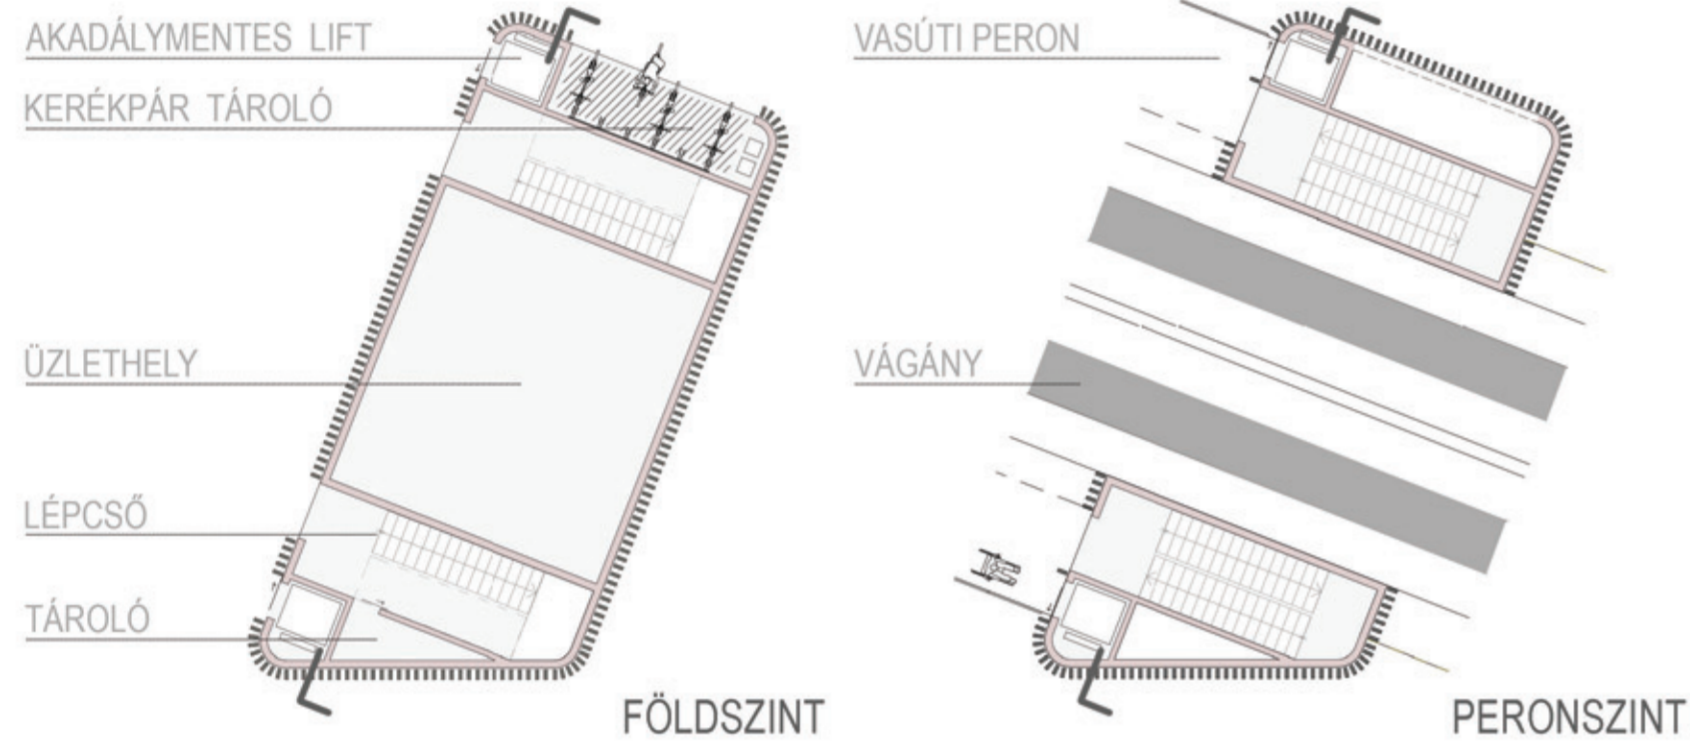 AKADÁLYMENTES LIFT
KERÉKPÁR TÁROLÓ
ÜZLETHELY
LÉPCSŐ
TÁROLÓ
FÖLDSZINT
VASÚTI PERON
VÁGÁNY
PERONSZINT